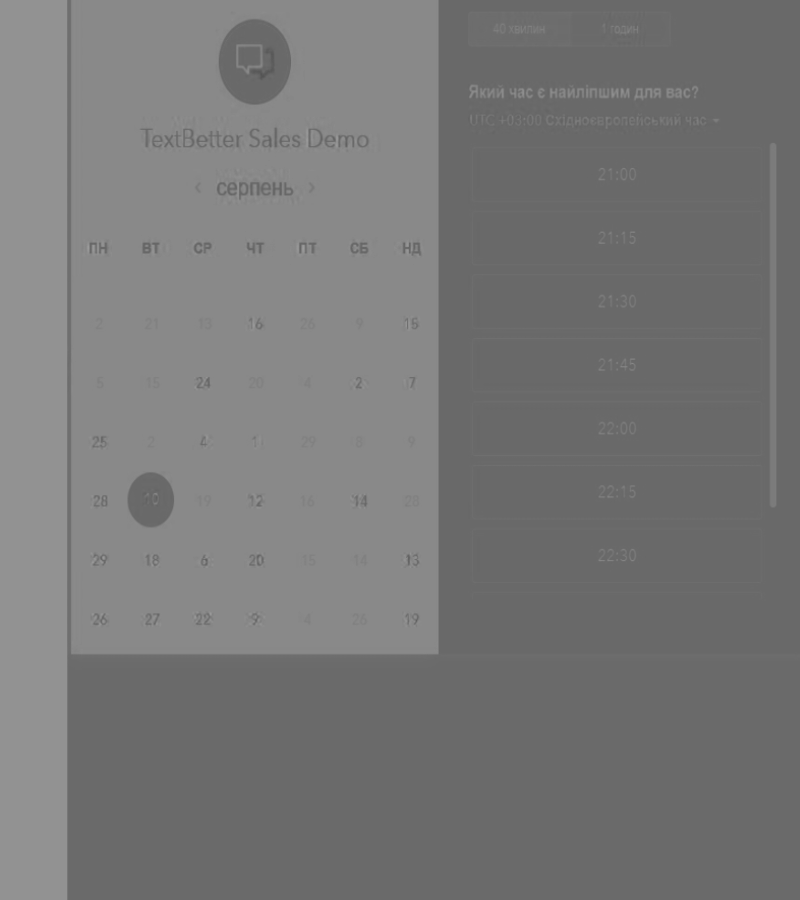 TextBetter Sales Demo
‹ серпень ›
ПН ВТ СР ЧТ ПТ СБ НД
2 21 13 16 26 9 15
5 15 24 20 4 2 7
25 2 4 1 29 8 9
28 10 19 12 16 14 20
29 18 6 20 15 14 13
26 27 22 9 4 26 19
40 хвилин 1 годин
Який час є найліпшим для вас?
UTC +03:00 Східноєвропейський час
21:00
21:15
21:30
21:45
22:00
22:15
22:30